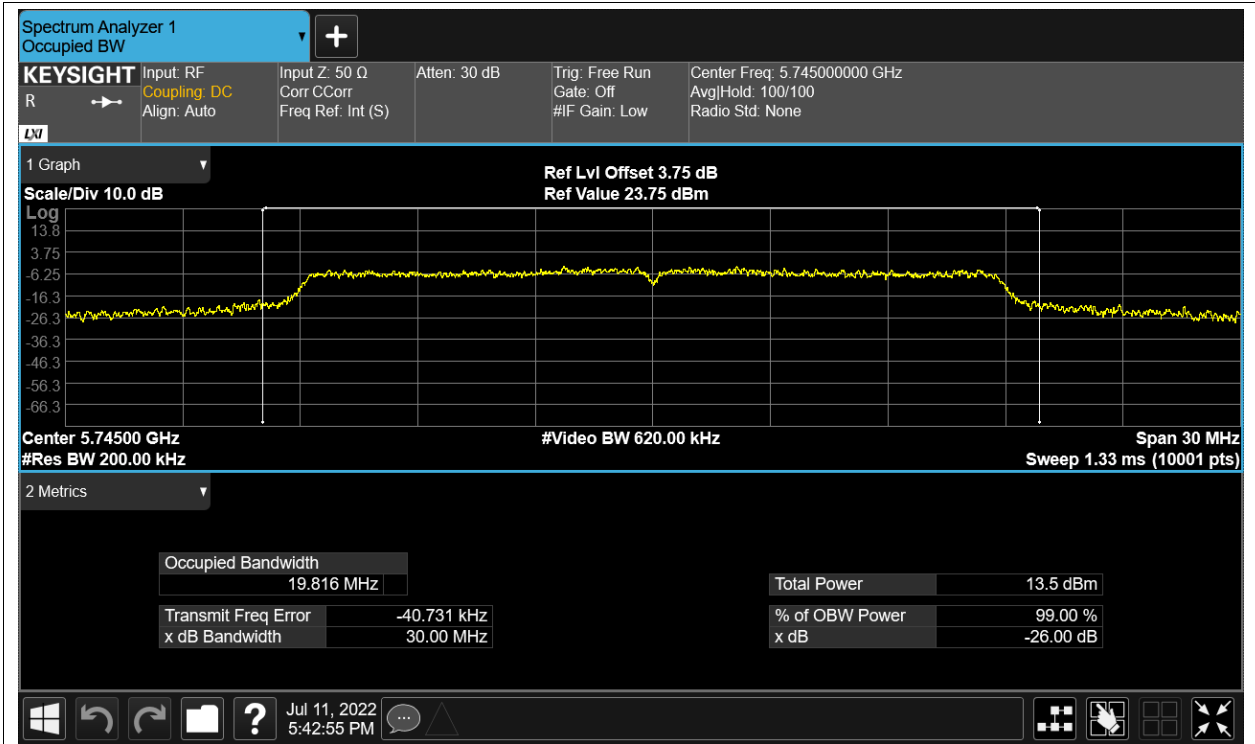 Spectrum Analyzer 1
Occupied BW
▼
+
KEYSIGHT
R
LXI
Input: RF
Coupling: DC
Align: Auto
Input Z: 50 Ω
Corr CCorr
Freq Ref: Int (S)
Atten: 30 dB
Trig: Free Run
Gate: Off
#IF Gain: Low
Center Freq: 5.745000000 GHz
Avg|Hold: 100/100
Radio Std: None
1 Graph ▼
Scale/Div 10.0 dB
Ref Lvl Offset 3.75 dB
Ref Value 23.75 dBm
Log
13.8
3.75
-6.25
-16.3
-26.3
-36.3
-46.3
-56.3
-66.3
Center 5.74500 GHz
#Res BW 200.00 kHz
#Video BW 620.00 kHz
Span 30 MHz
Sweep 1.33 ms (10001 pts)
2 Metrics ▼
Occupied Bandwidth
19.816 MHz
Transmit Freq Error -40.731 kHz
x dB Bandwidth 30.00 MHz
Total Power 13.5 dBm
% of OBW Power 99.00 %
x dB -26.00 dB
?
Jul 11, 2022
5:42:55 PM